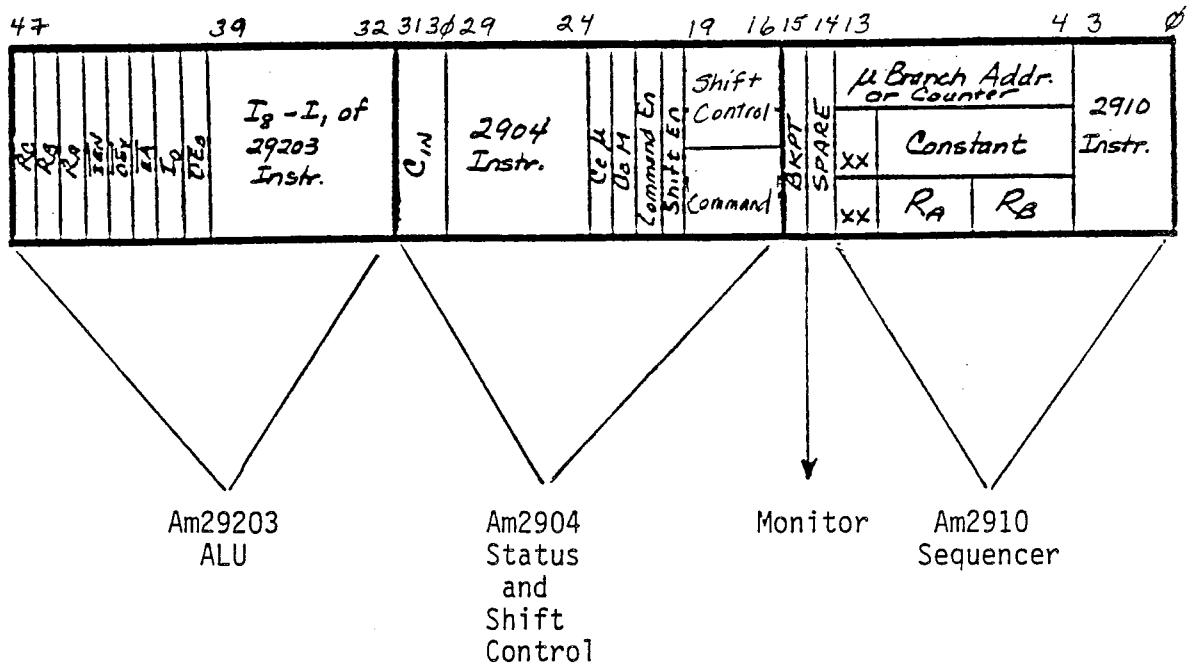 47 39 32 31 3Ø 29 24 19 16 15 14 13 4 3 Ø
RC
RB
RA
IEN
OEY
EA
I0
OEB
I8 - I1 of
29203
Instr.
CIN
2904
Instr.
CE μ
CE M
Command En
Shift En
Shift
Control
Command
BKPT
SPARE
μ Branch Addr.
or Counter
XX Constant
XX RA RB
2910
Instr.
Am29203
ALU
Am2904
Status
and
Shift
Control
Monitor
Am2910
Sequencer